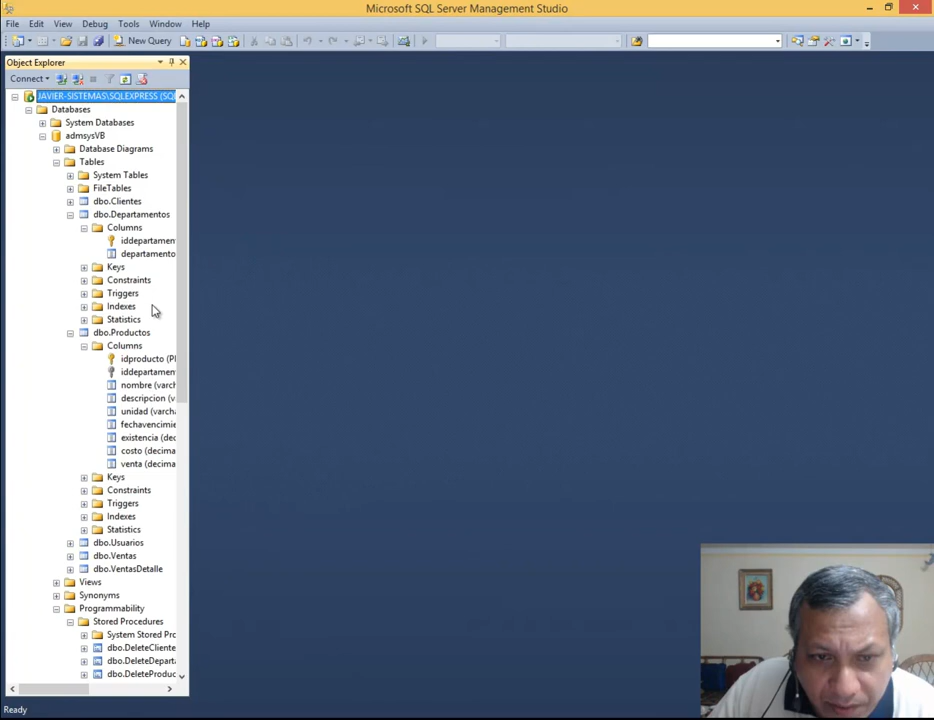 Microsoft SQL Server Management Studio
File Edit View Debug Tools Window Help
New Query
Object Explorer
Connect
JAVIER-SISTEMAS\SQLEXPRESS (SQ
Databases
System Databases
admsysVB
Database Diagrams
Tables
System Tables
FileTables
dbo.Clientes
dbo.Departamentos
Columns
iddepartamen
departamento
Keys
Constraints
Triggers
Indexes
Statistics
dbo.Productos
Columns
idproducto (P
iddepartamen
nombre (varch
descripcion (v
unidad (varcha
fechavencimie
existencia (dec
costo (decima
venta (decima
Keys
Constraints
Triggers
Indexes
Statistics
dbo.Usuarios
dbo.Ventas
dbo.VentasDetalle
Views
Synonyms
Programmability
Stored Procedures
System Stored Pro
dbo.DeleteCliente
dbo.DeleteDeparta
dbo.DeleteProduc
Ready